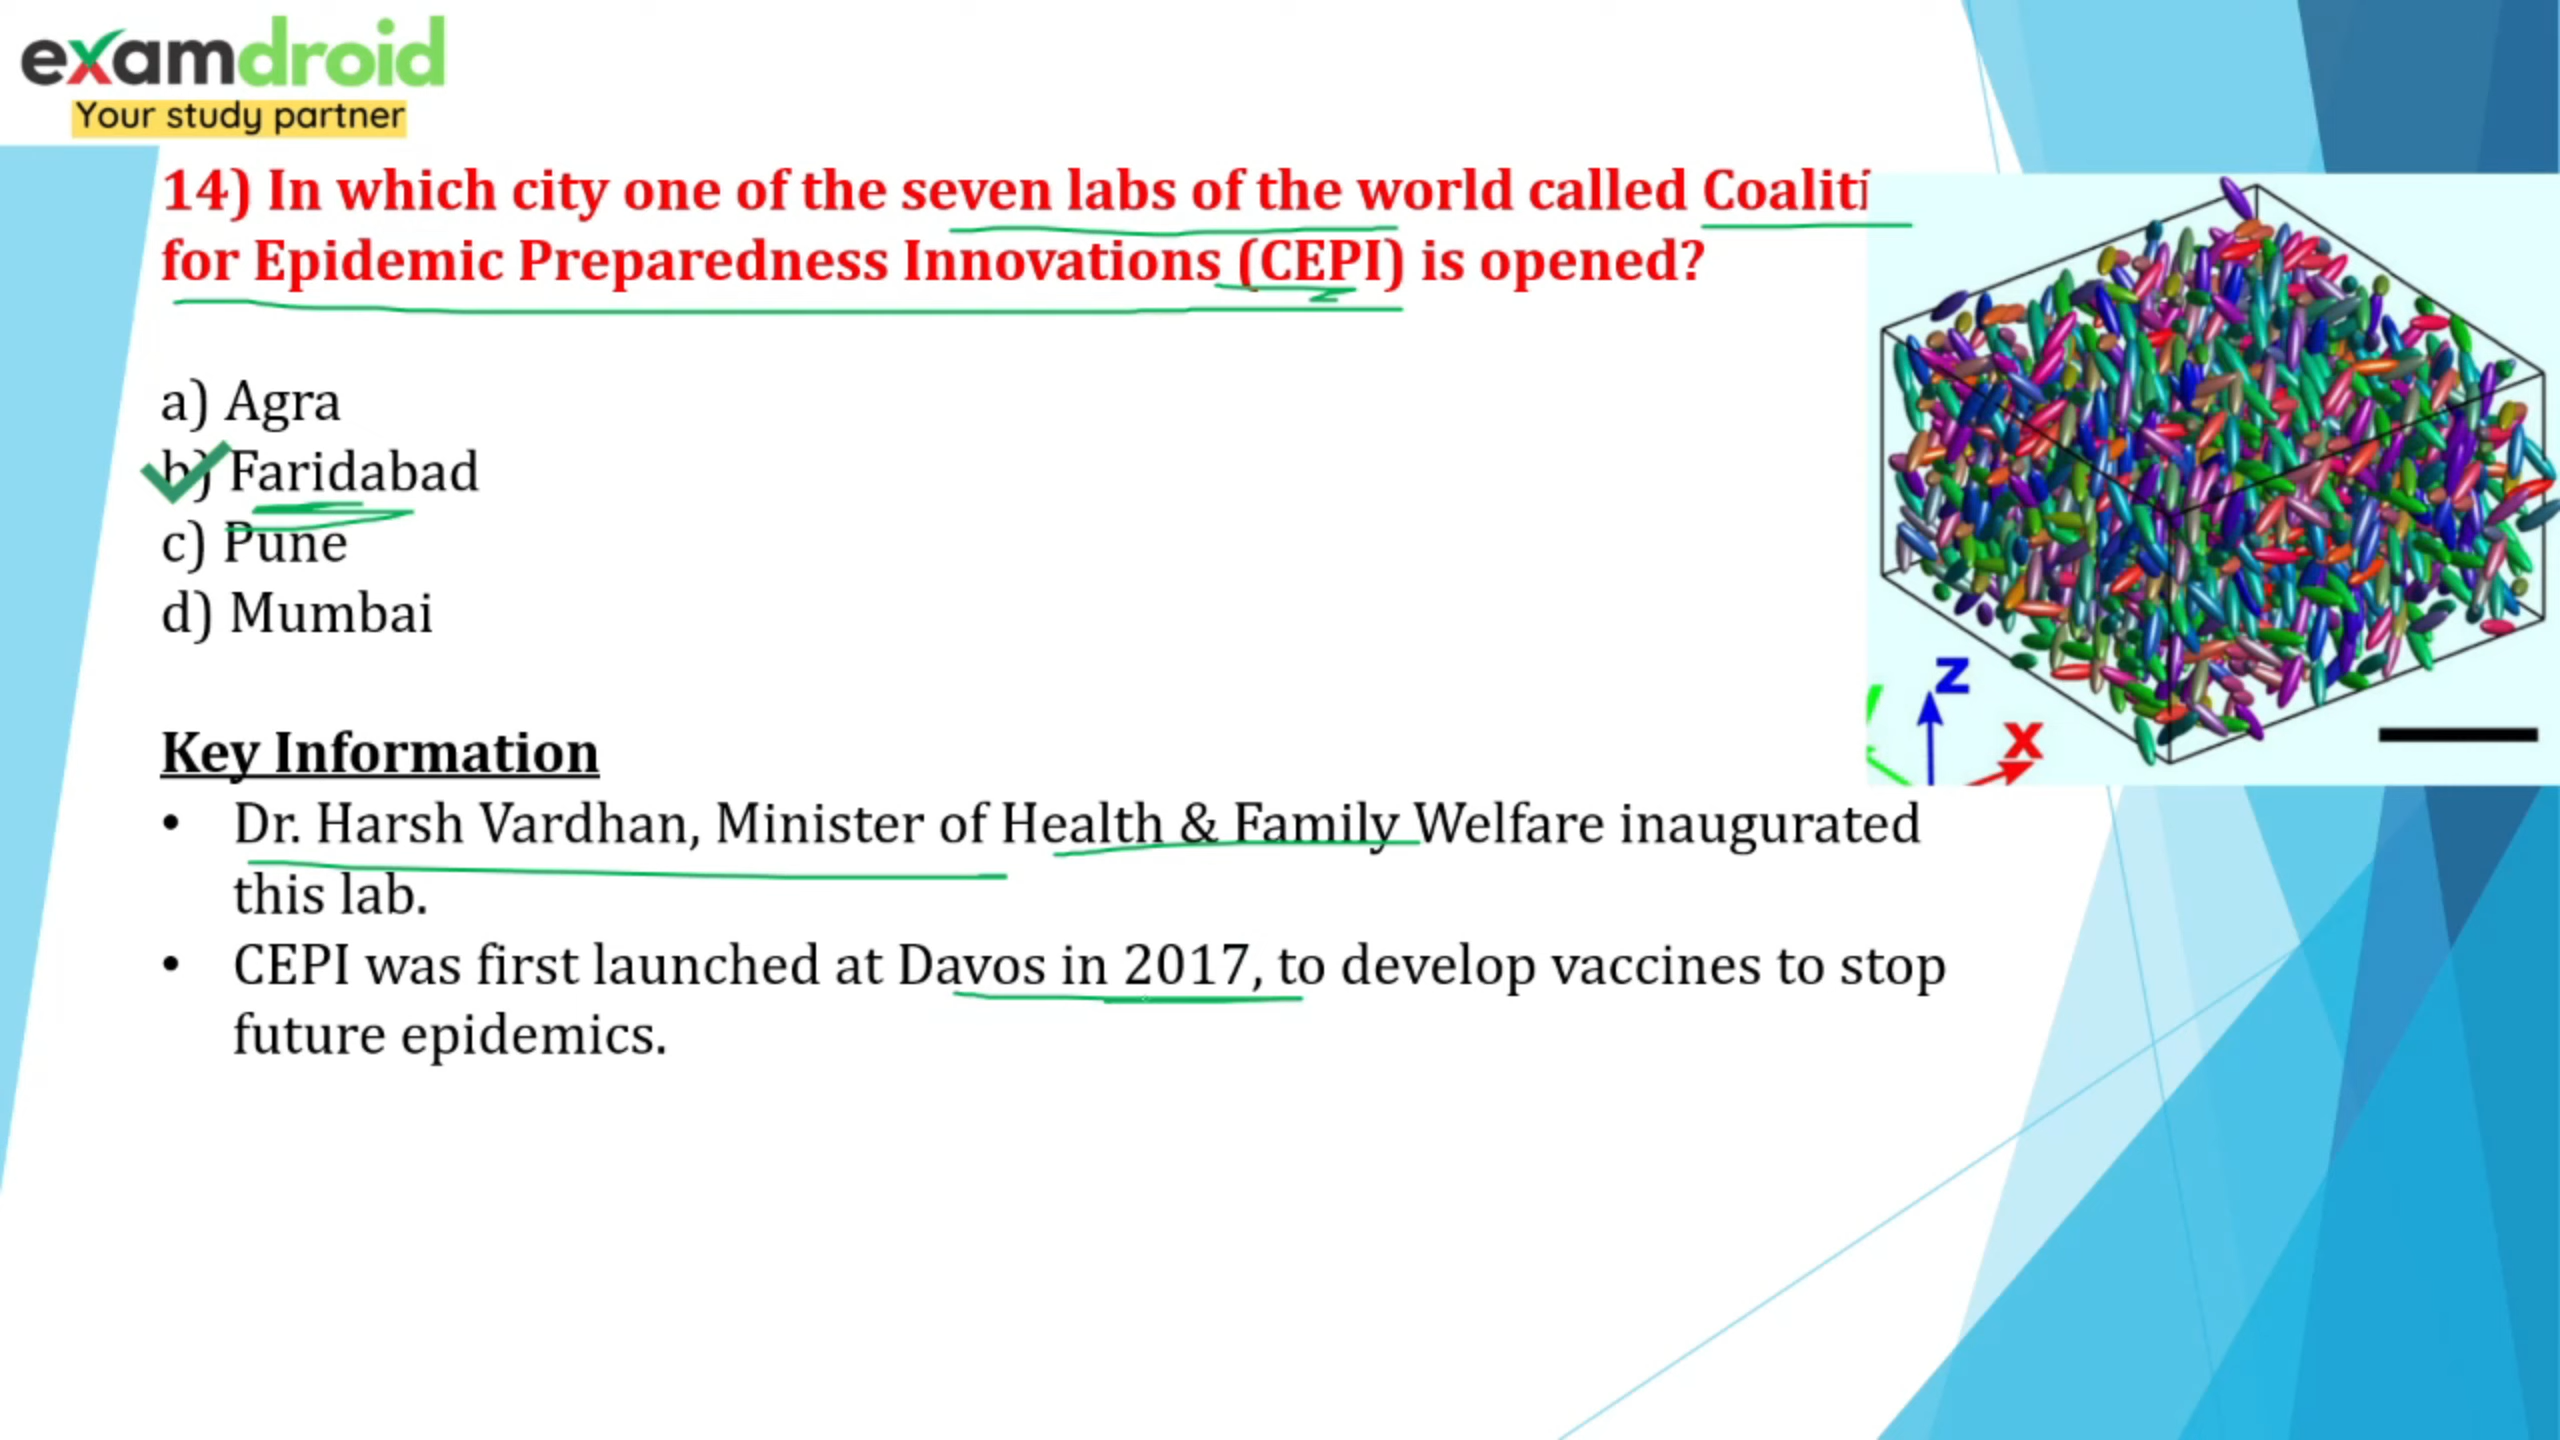 examdroid
Your study partner
14) In which city one of the seven labs of the world called Coaliti
for Epidemic Preparedness Innovations (CEPI) is opened?
a) Agra
b) Faridabad
c) Pune
d) Mumbai
Key Information
• Dr. Harsh Vardhan, Minister of Health & Family Welfare inaugurated
this lab.
• CEPI was first launched at Davos in 2017, to develop vaccines to stop
future epidemics.
z
x